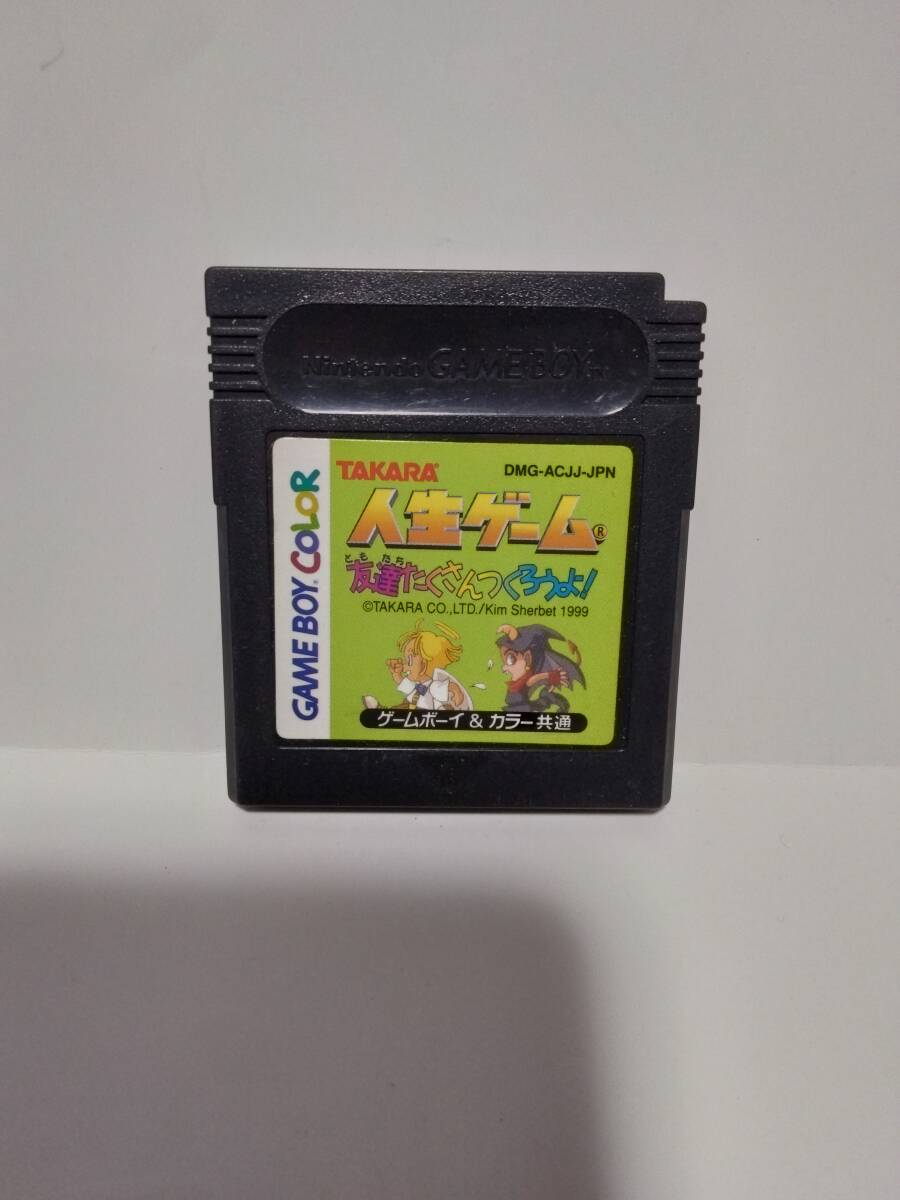 Nintendo GAME BOY TM
GAME BOY COLOR
TAKARA®
DMG-ACJJ-JPN
人生ゲーム®
ともだち
友達たくさんつくろうよ!
©TAKARA CO.,LTD./Kim Sherbet 1999
ゲームボーイ & カラー共通